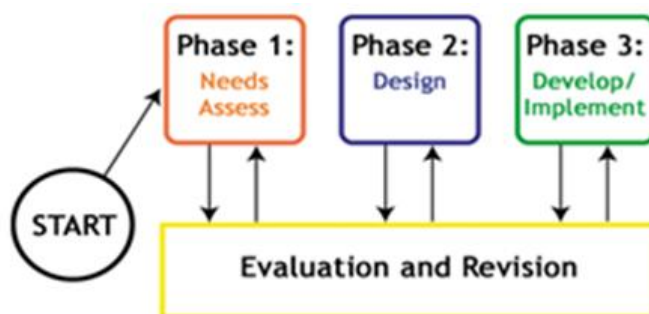 Phase 1:
Needs
Assess
Phase 2:
Design
Phase 3:
Develop/
Implement
START
Evaluation and Revision